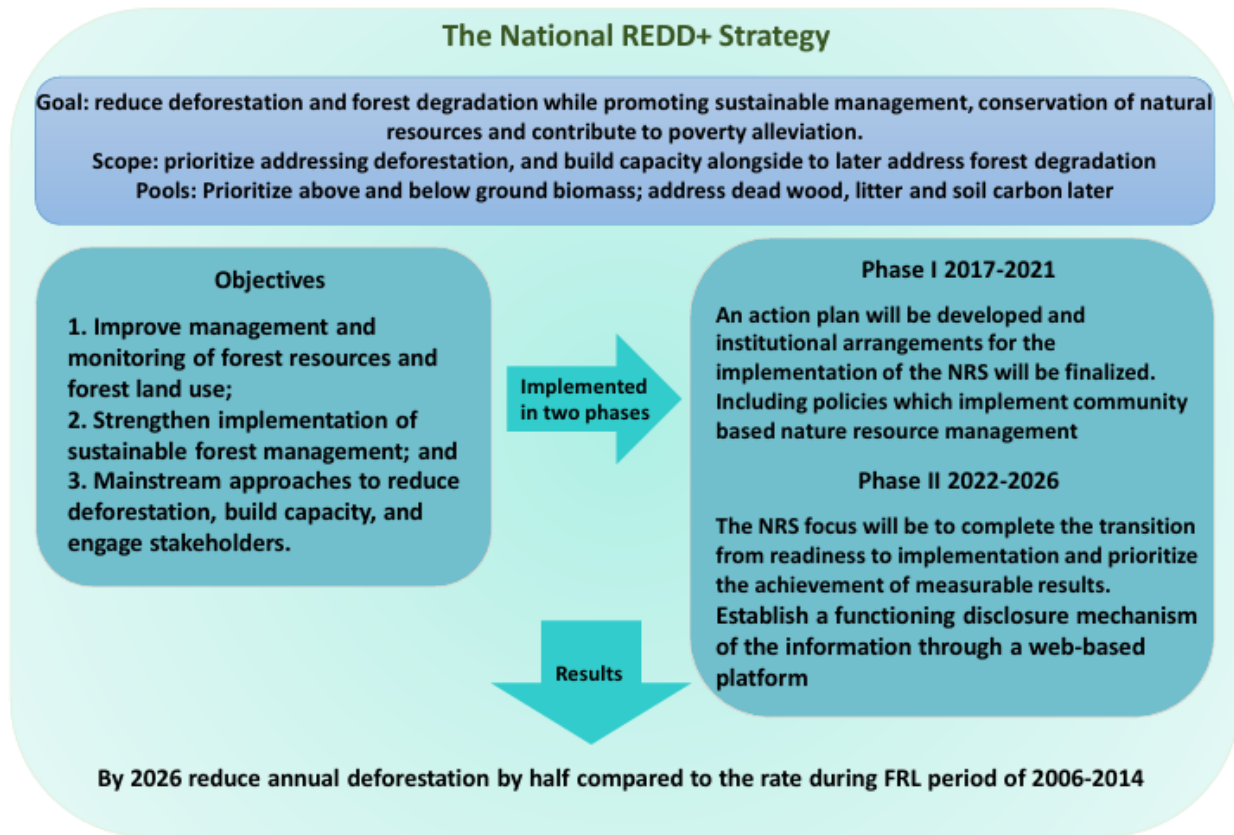 The National REDD+ Strategy
Goal: reduce deforestation and forest degradation while promoting sustainable management, conservation of natural
resources and contribute to poverty alleviation.
Scope: prioritize addressing deforestation, and build capacity alongside to later address forest degradation
Pools: Prioritize above and below ground biomass; address dead wood, litter and soil carbon later
Objectives
1. Improve management and
monitoring of forest resources and
forest land use;
2. Strengthen implementation of
sustainable forest management; and
3. Mainstream approaches to reduce
deforestation, build capacity, and
engage stakeholders.
Implemented
in two phases
Phase I 2017-2021
An action plan will be developed and
institutional arrangements for the
implementation of the NRS will be finalized.
Including policies which implement community
based nature resource management
Phase II 2022-2026
The NRS focus will be to complete the transition
from readiness to implementation and prioritize
the achievement of measurable results.
Establish a functioning disclosure mechanism
of the information through a web-based
platform
Results
By 2026 reduce annual deforestation by half compared to the rate during FRL period of 2006-2014